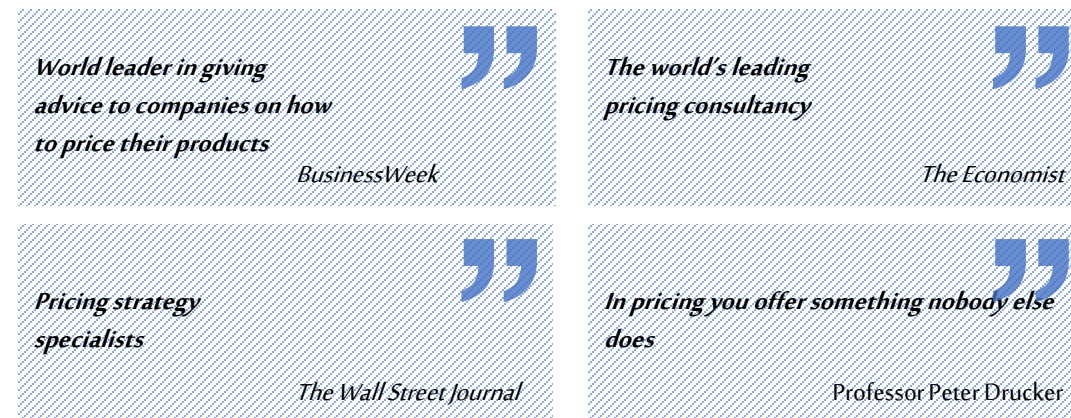 World leader in giving
advice to companies on how
to price their products
BusinessWeek
The world's leading
pricing consultancy
The Economist
Pricing strategy
specialists
The Wall Street Journal
In pricing you offer something nobody else
does
Professor Peter Drucker